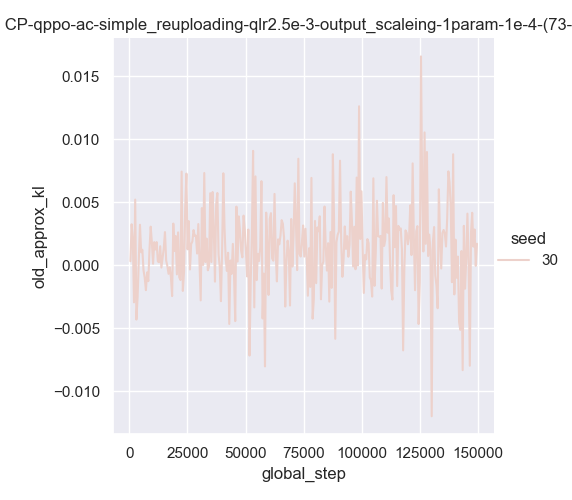 CP-qppo-ac-simple_reuploading-qlr2.5e-3-output_scaleing-1param-1e-4-(73-
0.015
0.010
0.005
0.000
−0.005
−0.010
old_approx_kl
0 25000 50000 75000 100000 125000 150000
global_step
seed
30